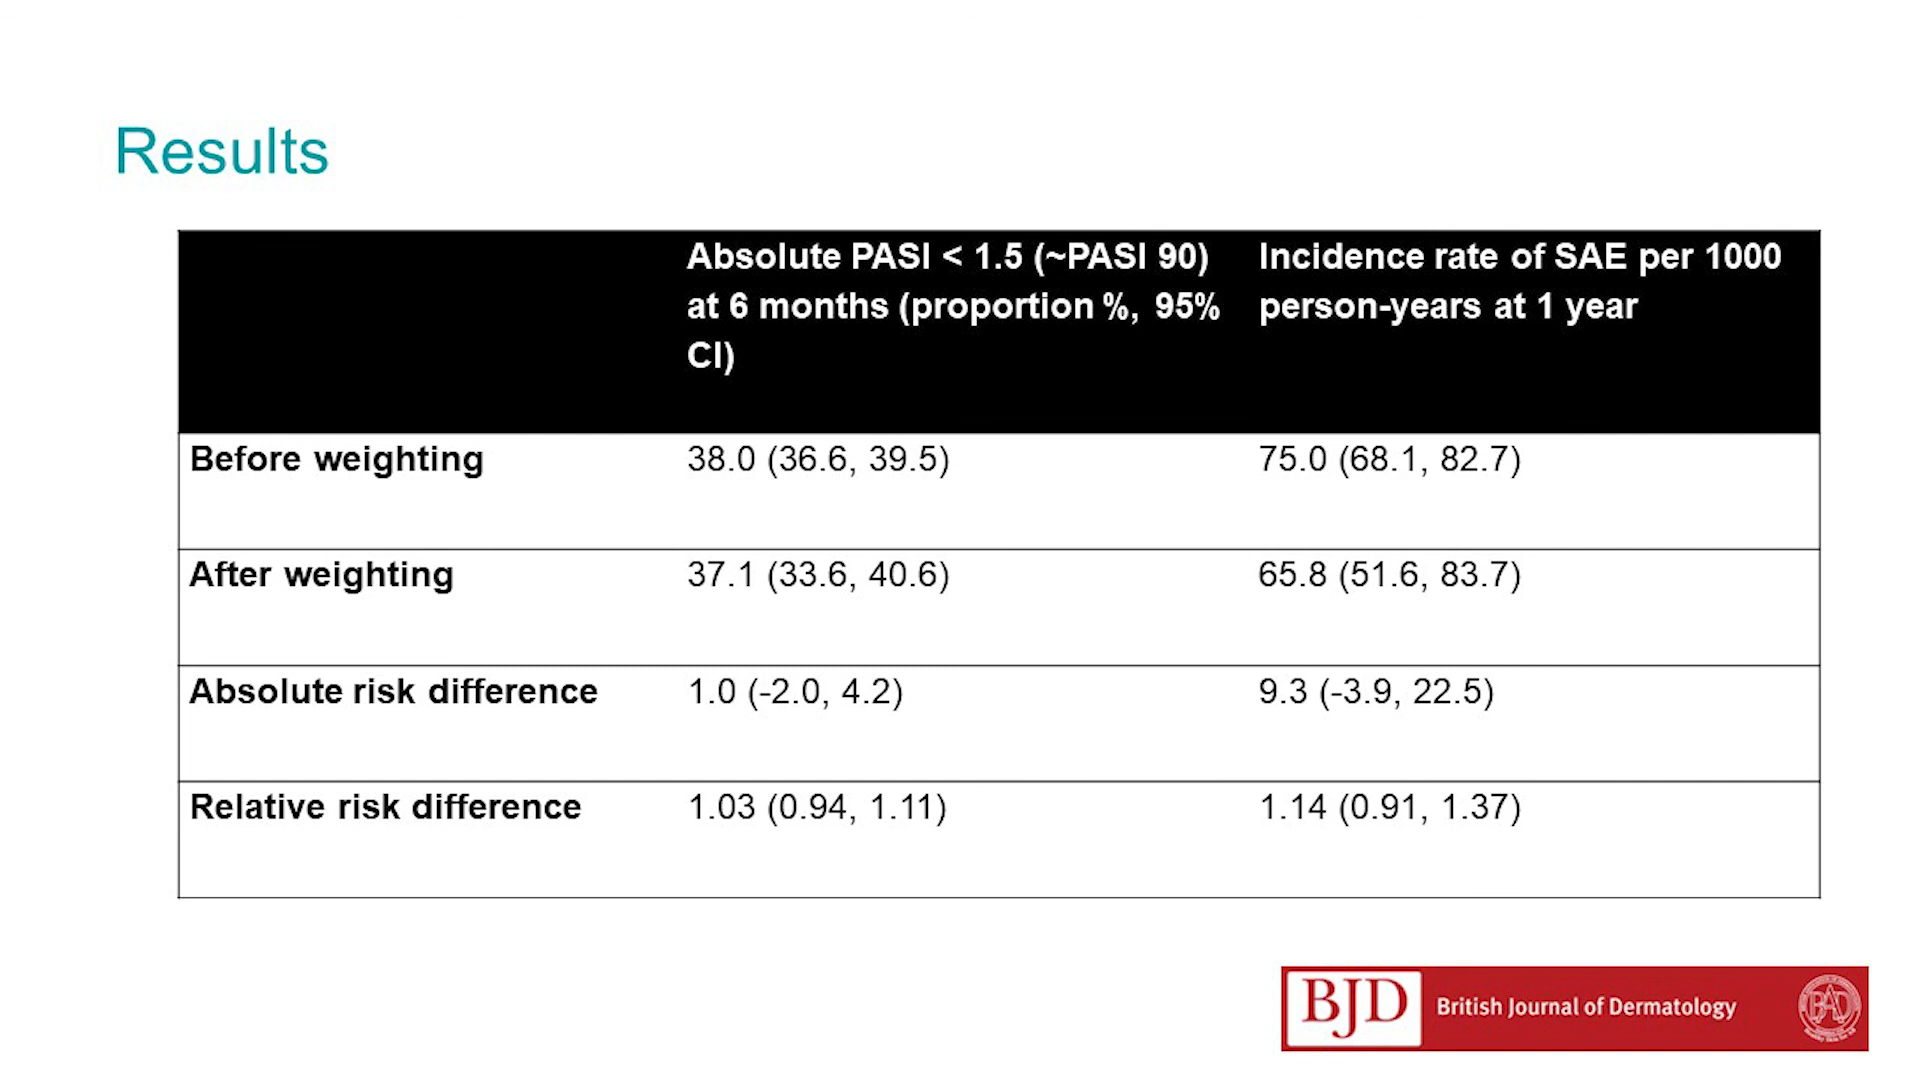 Results
Absolute PASI < 1.5 (~PASI 90)
at 6 months (proportion %, 95%
CI)
Incidence rate of SAE per 1000
person-years at 1 year
Before weighting
38.0 (36.6, 39.5)
75.0 (68.1, 82.7)
After weighting
37.1 (33.6, 40.6)
65.8 (51.6, 83.7)
Absolute risk difference
1.0 (-2.0, 4.2)
9.3 (-3.9, 22.5)
Relative risk difference
1.03 (0.94, 1.11)
1.14 (0.91, 1.37)
BJD
British Journal of Dermatology
BAD